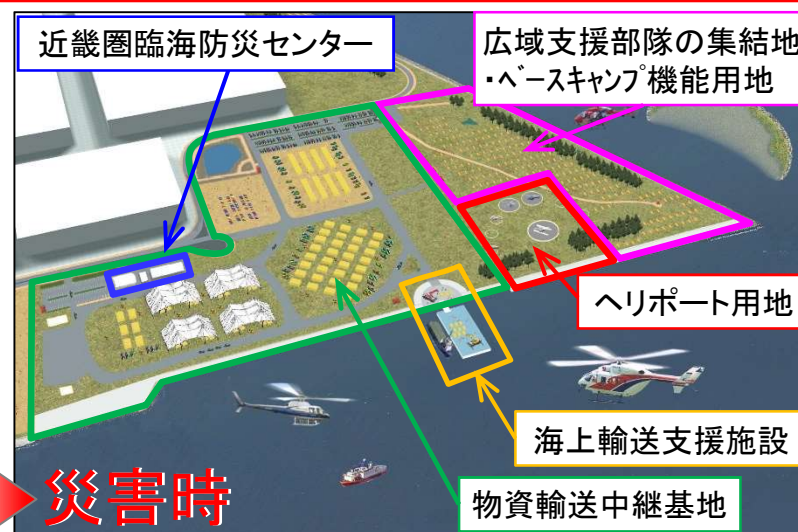 近畿圏臨海防災センター
広域支援部隊の集結地
・ﾍﾞｰｽｷｬﾝﾌﾟ機能用地
ヘリポート用地
海上輸送支援施設
物資輸送中継基地
災害時